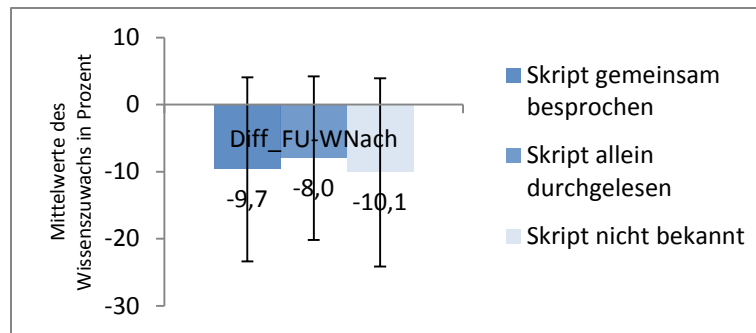 Mittelwerte des
Wissenszuwachs in Prozent
10
0
-10
-20
-30
Diff_FU-WNach
-9,7
-8,0
-10,1
Skript gemeinsam
besprochen
Skript allein
durchgelesen
Skript nicht bekannt